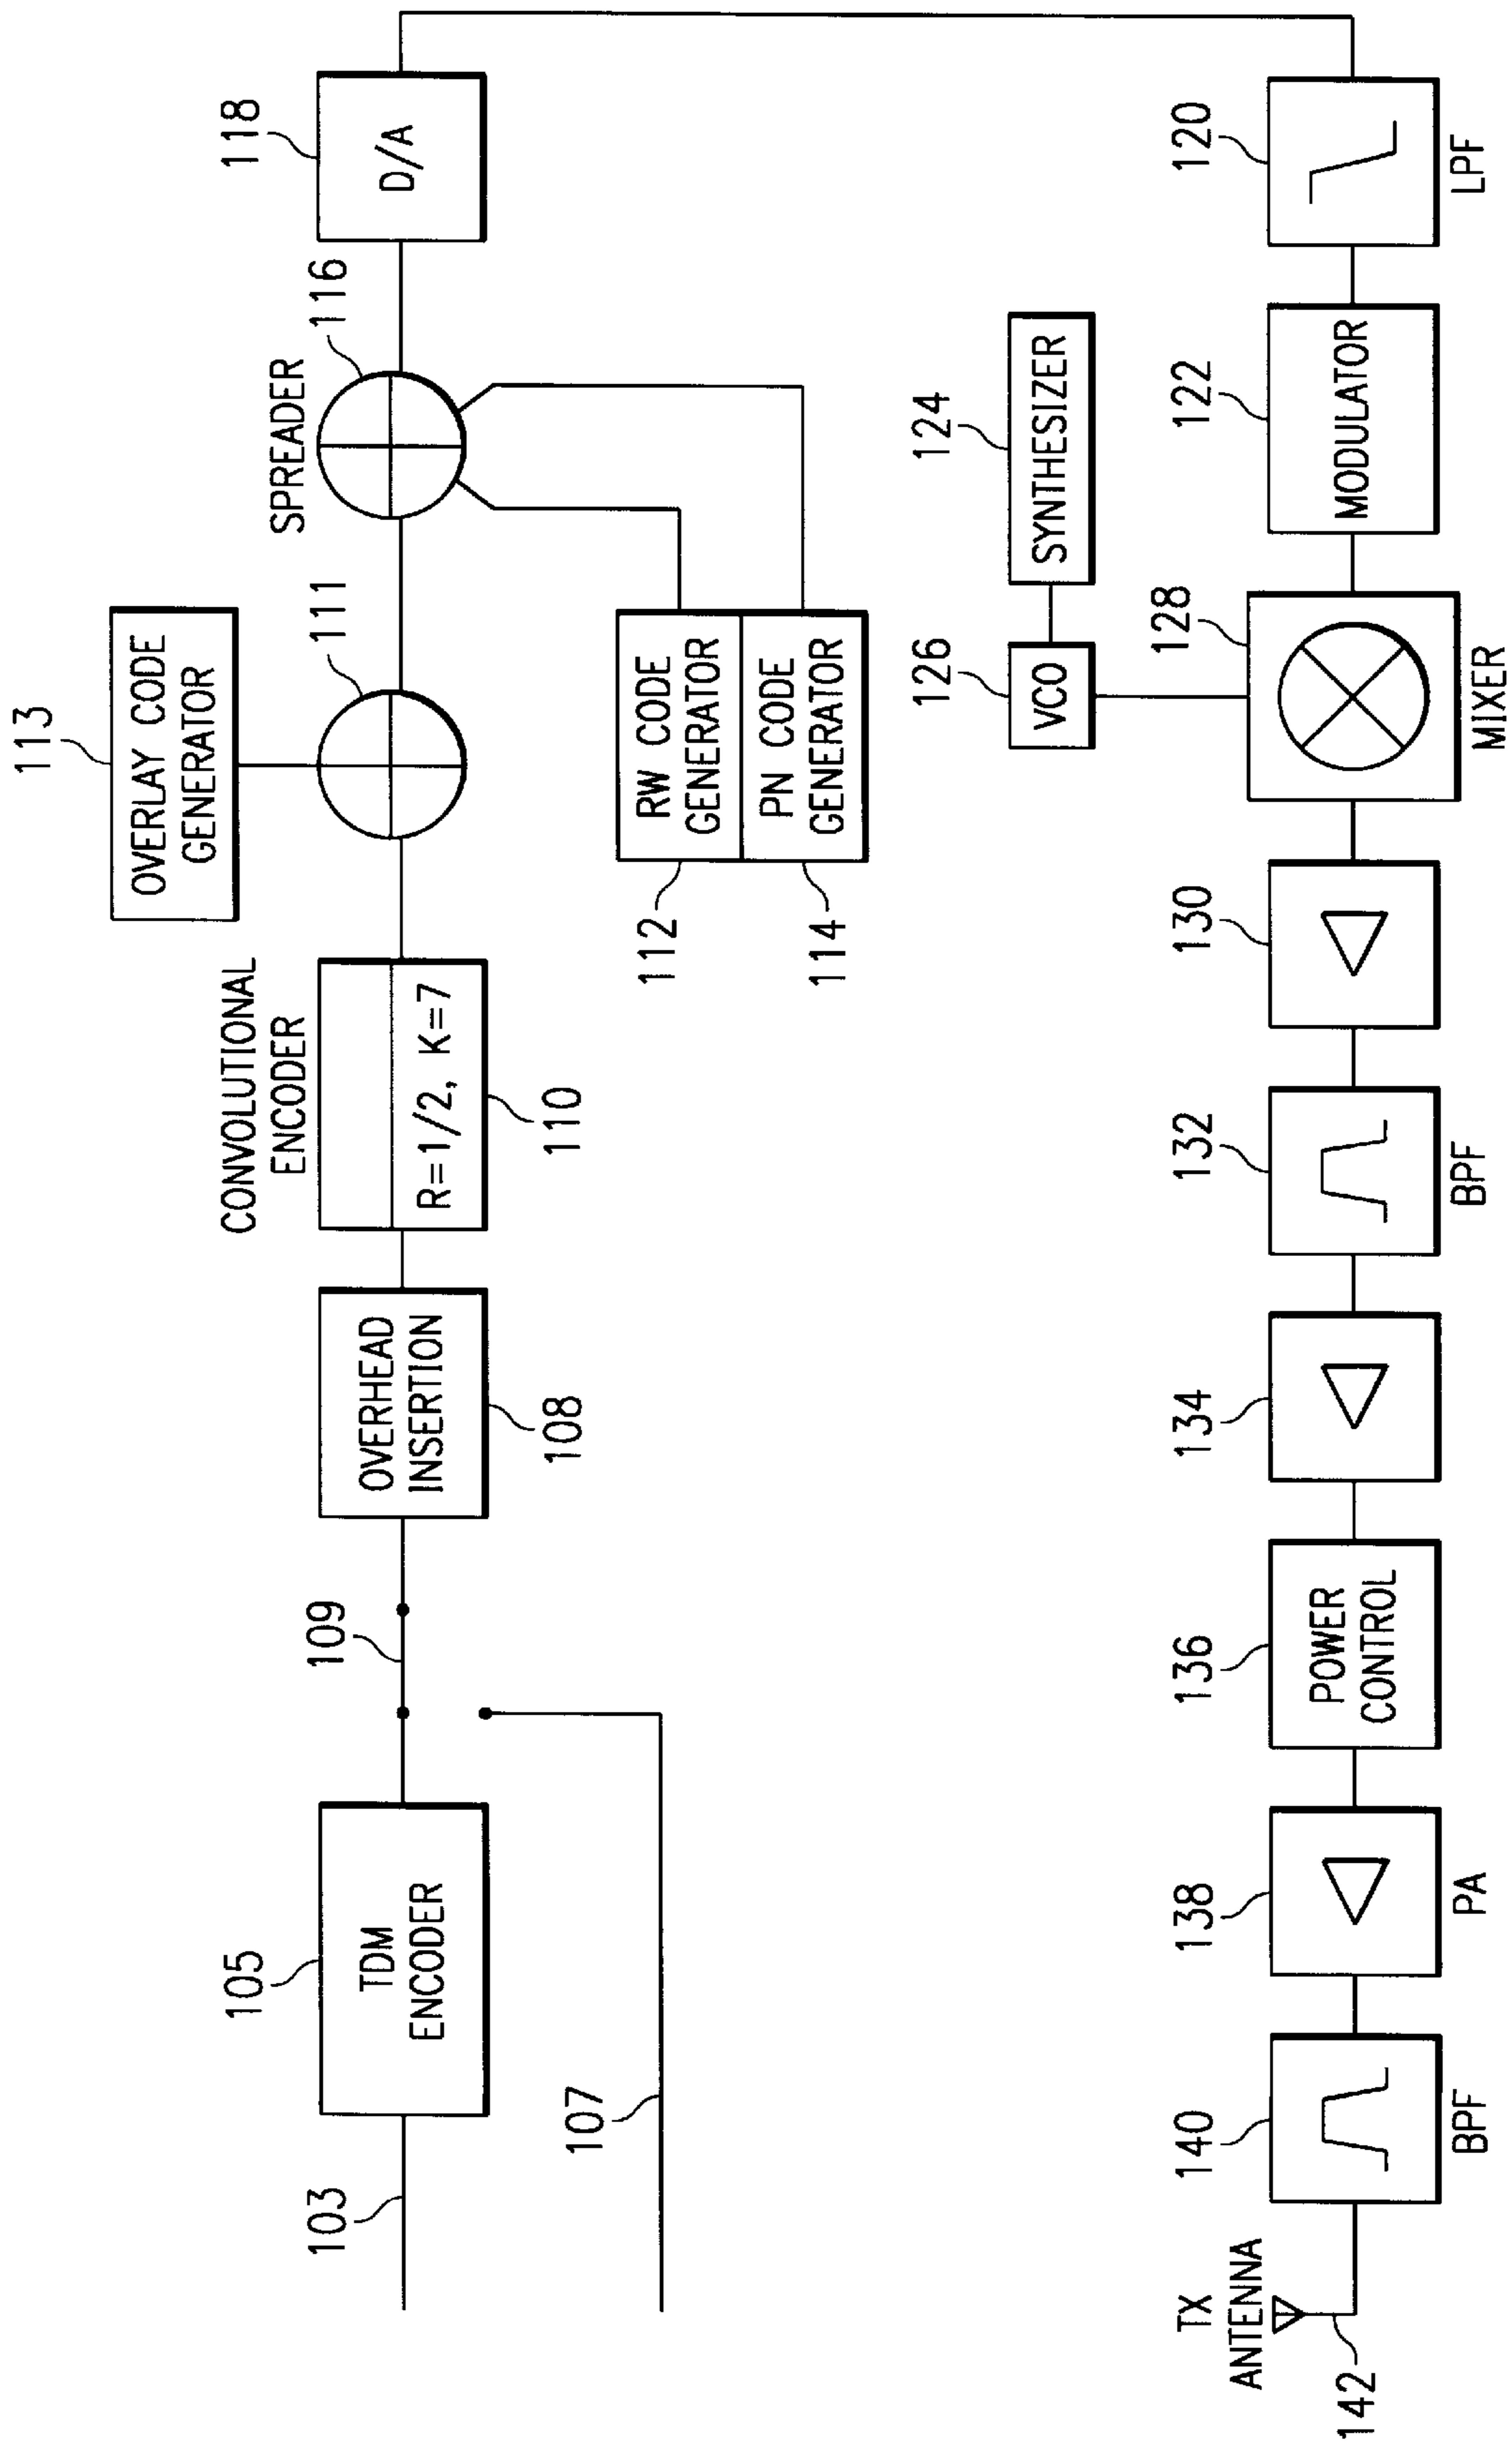 113
OVERLAY CODE
GENERATOR
111
SPREADER
116
118
D/A
CONVOLUTIONAL
ENCODER
R=1/2, K=7
110
OVERHEAD
INSERTION
108
109
105
TDM
ENCODER
103
107
RW CODE
GENERATOR
PN CODE
GENERATOR
112
114
TX
ANTENNA
142
140
BPF
138
PA
136
POWER
CONTROL
134
132
BPF
130
128
MIXER
126
VCO
124
SYNTHESIZER
122
MODULATOR
120
LPF